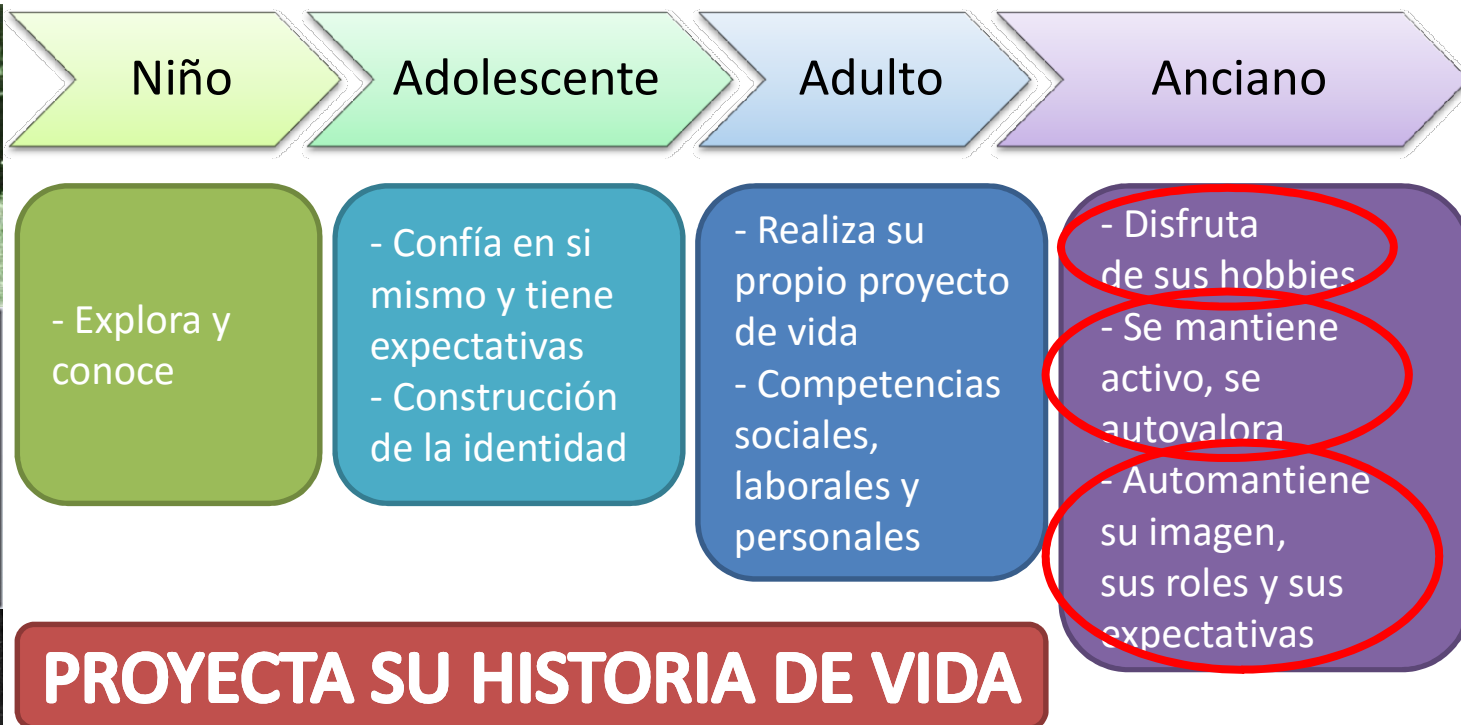 Niño
Adolescente
Adulto
Anciano
- Explora y
conoce
- Confía en si
mismo y tiene
expectativas
- Construcción
de la identidad
- Realiza su
propio proyecto
de vida
- Competencias
sociales,
laborales y
personales
- Disfruta
de sus hobbies
- Se mantiene
activo, se
autovalora
- Automantiene
su imagen,
sus roles y sus
expectativas
PROYECTA SU HISTORIA DE VIDA